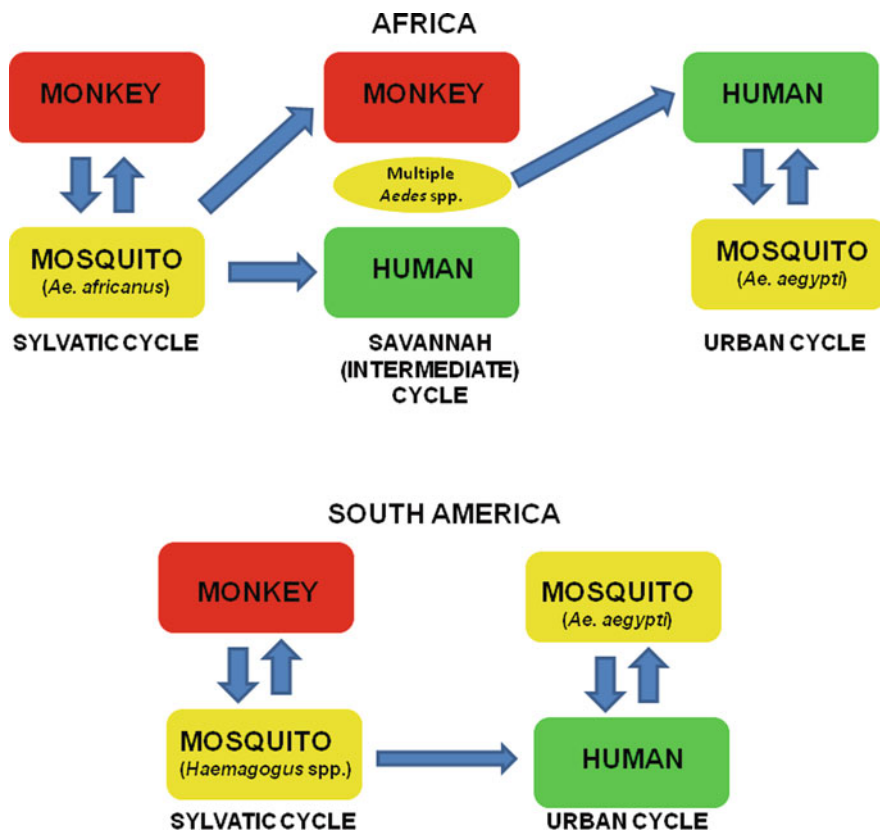 AFRICA
MONKEY
MONKEY
HUMAN
Multiple
Aedes spp.
MOSQUITO
(Ae. africanus)
HUMAN
MOSQUITO
(Ae. aegypti)
SYLVATIC CYCLE
SAVANNAH
(INTERMEDIATE)
CYCLE
URBAN CYCLE
SOUTH AMERICA
MONKEY
MOSQUITO
(Ae. aegypti)
MOSQUITO
(Haemagogus spp.)
HUMAN
SYLVATIC CYCLE
URBAN CYCLE